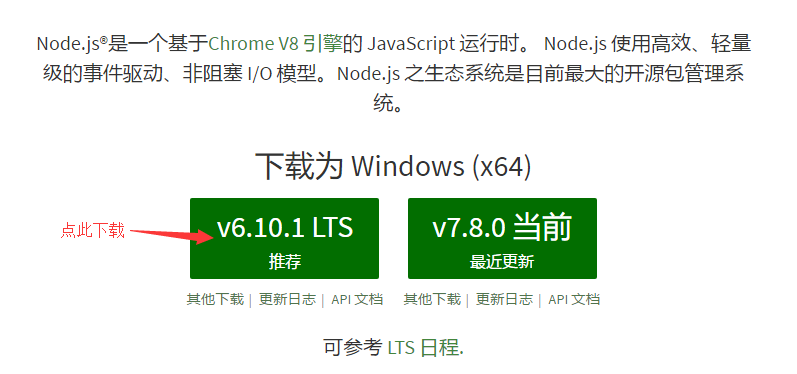 Node.js®是一个基于Chrome V8 引擎的 JavaScript 运行时。 Node.js 使用高效、轻量
级的事件驱动、非阻塞 I/O 模型。Node.js 之生态系统是目前最大的开源包管理系
统。
下载为 Windows (x64)
点此下载
v6.10.1 LTS
推荐
v7.8.0 当前
最近更新
其他下载 | 更新日志 | API 文档
其他下载 | 更新日志 | API 文档
可参考 LTS 日程.